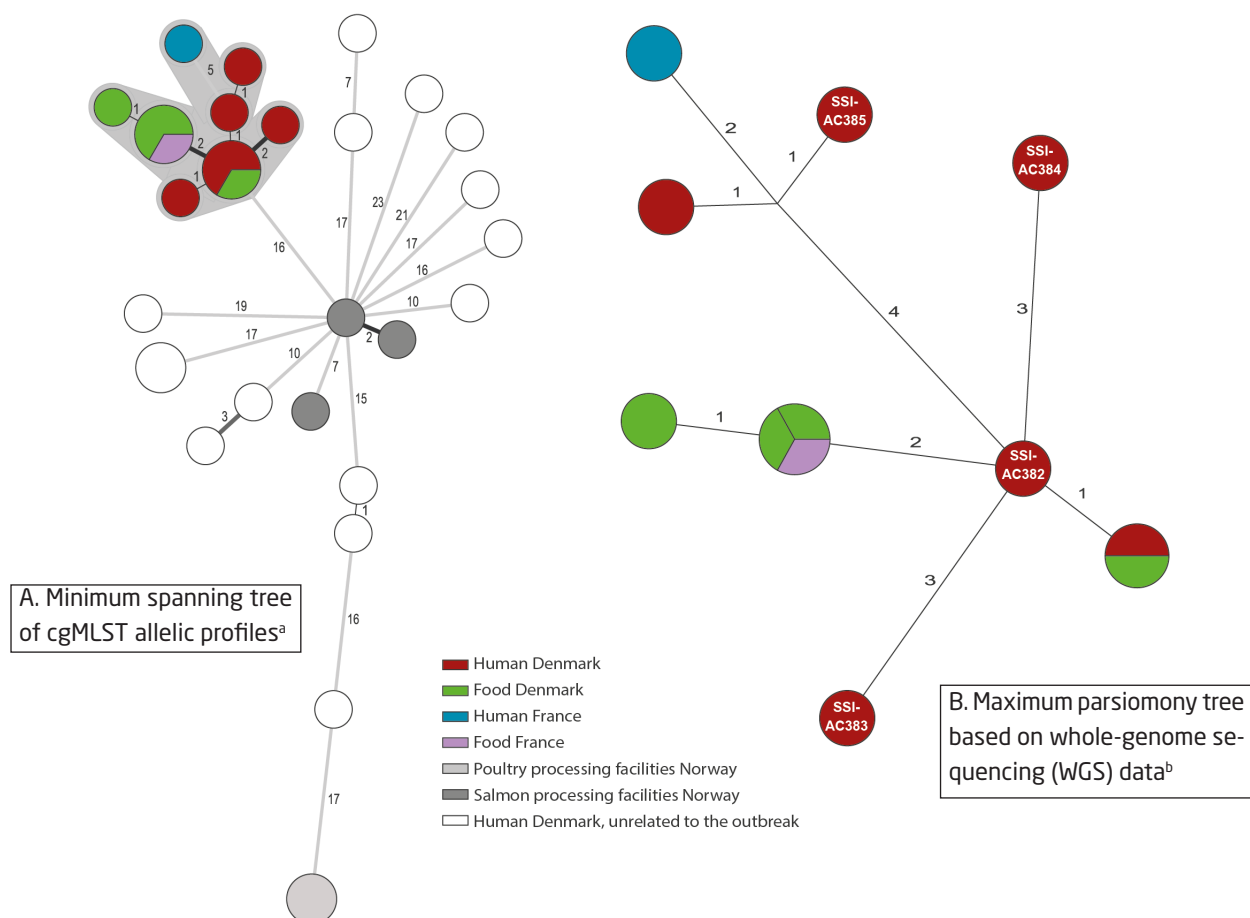 5
1
1
1
2
2
1
7
17
23
21
17
16
10
16
19
17
10
2
7
3
15
1
16
17
A. Minimum spanning tree
of cgMLST allelic profilesᵃ
Human Denmark
Food Denmark
Human France
Food France
Poultry processing facilities Norway
Salmon processing facilities Norway
Human Denmark, unrelated to the outbreak
SSI-
AC385
SSI-
AC384
2
1
1
4
3
1
2
SSI-
AC382
1
3
SSI-
AC383
B. Maximum parsiomony tree
based on whole-genome se-
quencing (WGS) dataᵇ